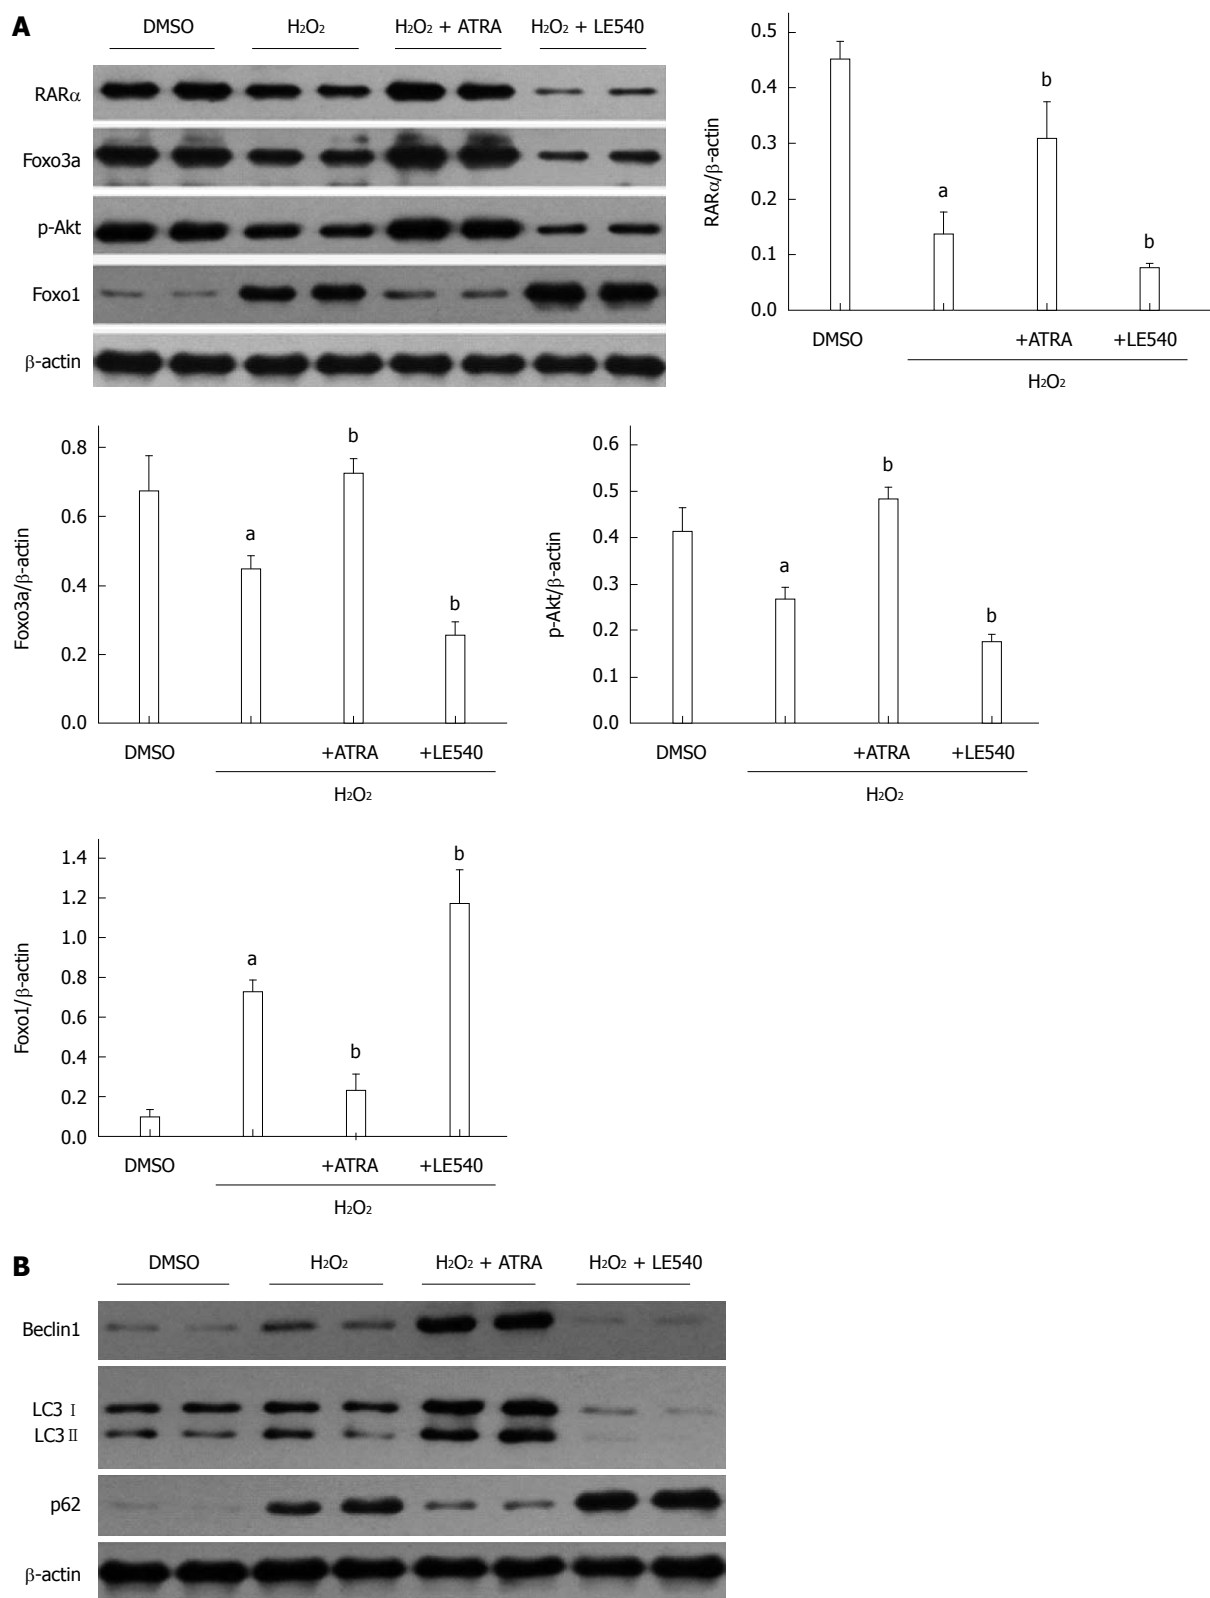 A
DMSO H2O2 H2O2 + ATRA H2O2 + LE540
RARα
Foxo3a
p-Akt
Foxo1
β-actin
RARα/β-actin
0.5
0.4
0.3
0.2
0.1
0.0
a
b
b
DMSO +ATRA +LE540
H2O2
Foxo3a/β-actin
0.8
0.6
0.4
0.2
0.0
a
b
b
DMSO +ATRA +LE540
H2O2
p-Akt/β-actin
0.6
0.5
0.4
0.3
0.2
0.1
0.0
a
b
b
DMSO +ATRA +LE540
H2O2
Foxo1/β-actin
1.4
1.2
1.0
0.8
0.6
0.4
0.2
0.0
a
b
b
DMSO +ATRA +LE540
H2O2
B
DMSO H2O2 H2O2 + ATRA H2O2 + LE540
Beclin1
LC3 Ⅰ
LC3 Ⅱ
p62
β-actin